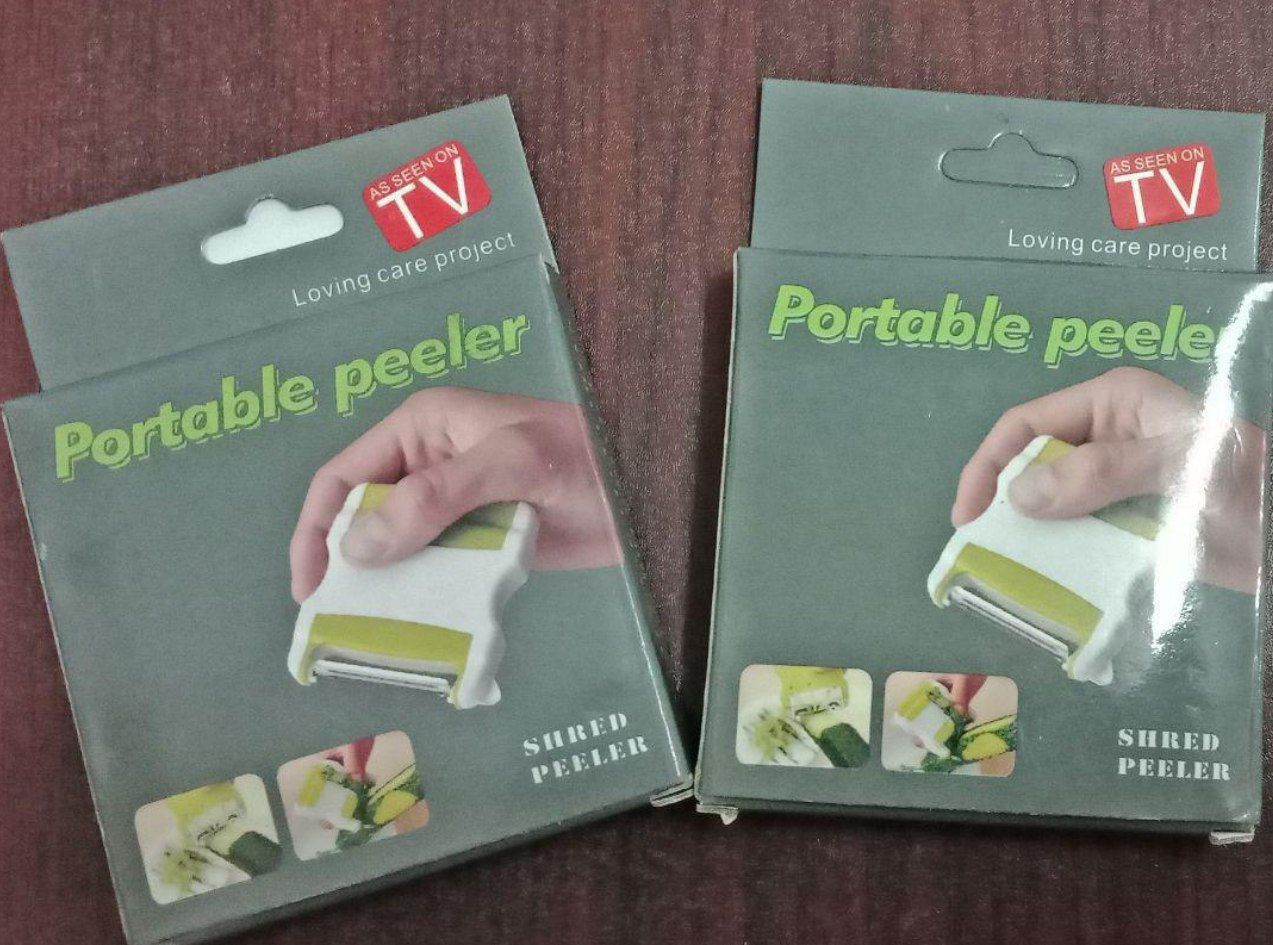 AS SEEN ON
TV
Loving care project
Portable peeler
SHRED
PEELER
AS SEEN ON
TV
Loving care project
Portable peeler
SHRED
PEELER